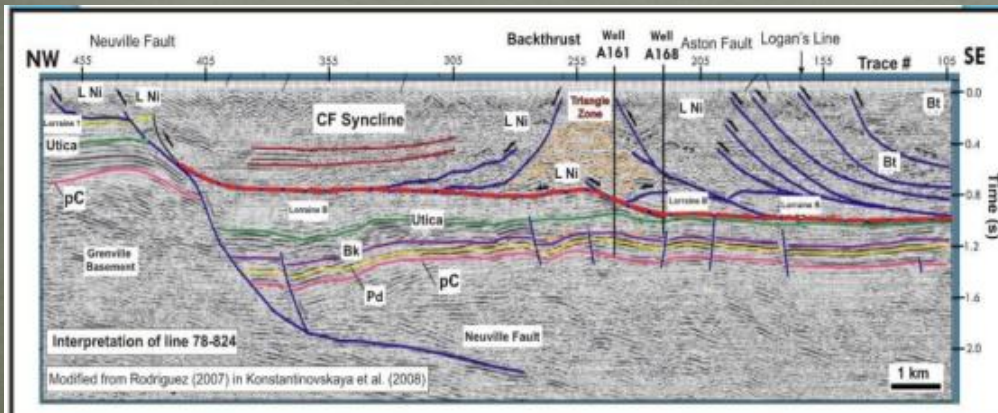 Neuville Fault
Backthrust
Well
A161
Well
A168
Aston Fault
Logan's Line
NW
455
405
355
305
255
205
155
Trace #
105
SE
L Ni
L Ni
CF Syncline
L Ni
Triangle
Zone
L Ni
Bt
0.0
Lorraine
Utica
0.4
Bt
L Ni
pC
Lorraine B
Lorraine B
0.8
Time (s)
Utica
Grenville
Basement
Bk
1.2
Pd
pC
1.6
Interpretation of line 78-824
Neuville Fault
2.0
Modified from Rodriguez (2007) in Konstantinovskaya et al. (2008)
1 km